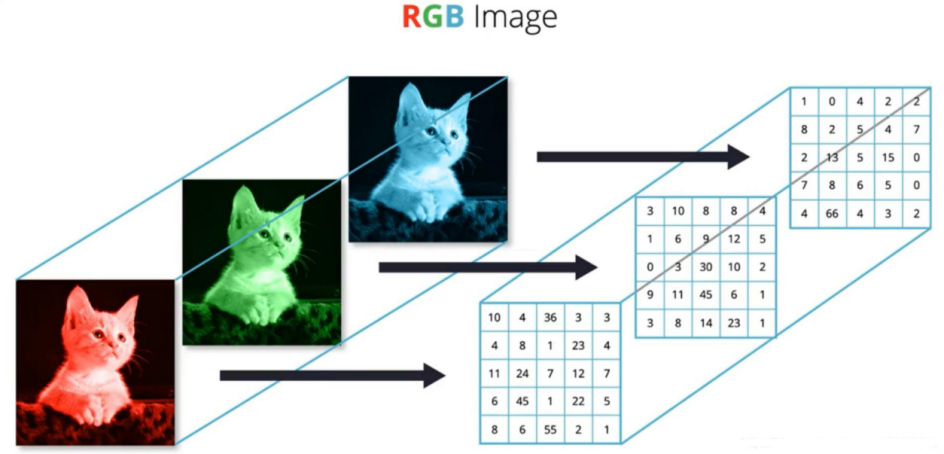 RGB Image
1 0 4 2 2
8 2 5 4 7
2 13 5 15 0
7 8 6 5 0
4 66 4 3 2
3 10 8 8 4
1 6 9 12 5
0 3 30 10 2
9 11 45 6 1
3 8 14 23 1
10 4 36 3 3
4 8 1 23 4
11 24 7 12 7
6 45 1 22 5
8 6 55 2 1